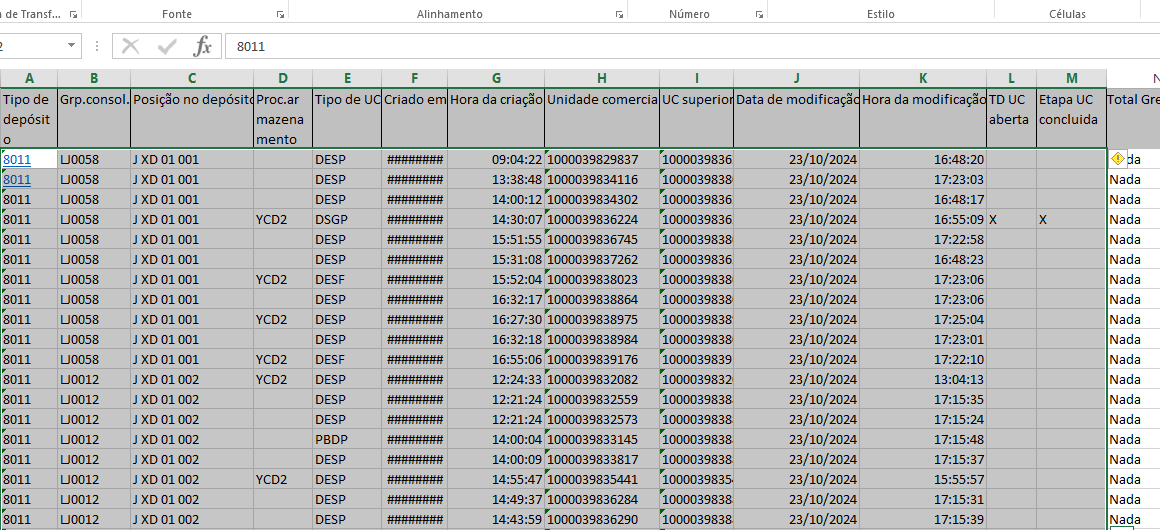 a de Transf... Fonte Alinhamento Número Estilo Células
2 fx 8011
A B C D E F G H I J K L M N
Tipo de depósito Grp.consol. Posição no depósito Proc.armazenamento Tipo de UC Criado em Hora da criação Unidade comercia UC superior Data de modificação Hora da modificação TD UC aberta Etapa UC concluida Total Gre
8011 LJ0058 J XD 01 001 DESP ######## 09:04:22 1000039829837 1000039836 23/10/2024 16:48:20 da
8011 LJ0058 J XD 01 001 DESP ######## 13:38:48 1000039834116 1000039838 23/10/2024 17:23:03 Nada
8011 LJ0058 J XD 01 001 DESP ######## 14:00:12 1000039834302 1000039836 23/10/2024 16:48:17 Nada
8011 LJ0058 J XD 01 001 YCD2 DSGP ######## 14:30:07 1000039836224 1000039836 23/10/2024 16:55:09 X X Nada
8011 LJ0058 J XD 01 001 DESP ######## 15:51:55 1000039836745 1000039838 23/10/2024 17:22:58 Nada
8011 LJ0058 J XD 01 001 DESP ######## 15:31:08 1000039837262 1000039836 23/10/2024 16:48:23 Nada
8011 LJ0058 J XD 01 001 YCD2 DESF ######## 15:52:04 1000039838023 1000039838 23/10/2024 17:23:06 Nada
8011 LJ0058 J XD 01 001 DESP ######## 16:32:17 1000039838864 1000039838 23/10/2024 17:23:06 Nada
8011 LJ0058 J XD 01 001 YCD2 DESP ######## 16:27:30 1000039838975 1000039838 23/10/2024 17:25:04 Nada
8011 LJ0058 J XD 01 001 DESP ######## 16:32:18 1000039838984 1000039838 23/10/2024 17:23:01 Nada
8011 LJ0058 J XD 01 001 YCD2 DESF ######## 16:55:06 1000039839176 1000039839 23/10/2024 17:22:10 Nada
8011 LJ0012 J XD 01 002 YCD2 DESP ######## 12:24:33 1000039832082 1000039832 23/10/2024 13:04:13 Nada
8011 LJ0012 J XD 01 002 DESP ######## 12:21:24 1000039832559 1000039838 23/10/2024 17:15:35 Nada
8011 LJ0012 J XD 01 002 DESP ######## 12:21:24 1000039832573 1000039838 23/10/2024 17:15:24 Nada
8011 LJ0012 J XD 01 002 PBDP ######## 14:00:04 1000039833145 1000039838 23/10/2024 17:15:48 Nada
8011 LJ0012 J XD 01 002 DESP ######## 14:00:09 1000039833817 1000039838 23/10/2024 17:15:37 Nada
8011 LJ0012 J XD 01 002 YCD2 DESP ######## 14:55:47 1000039835441 1000039835 23/10/2024 15:55:57 Nada
8011 LJ0012 J XD 01 002 DESP ######## 14:49:37 1000039836284 1000039838 23/10/2024 17:15:31 Nada
8011 LJ0012 J XD 01 002 DESP ######## 14:43:59 1000039836290 1000039838 23/10/2024 17:15:39 Nada